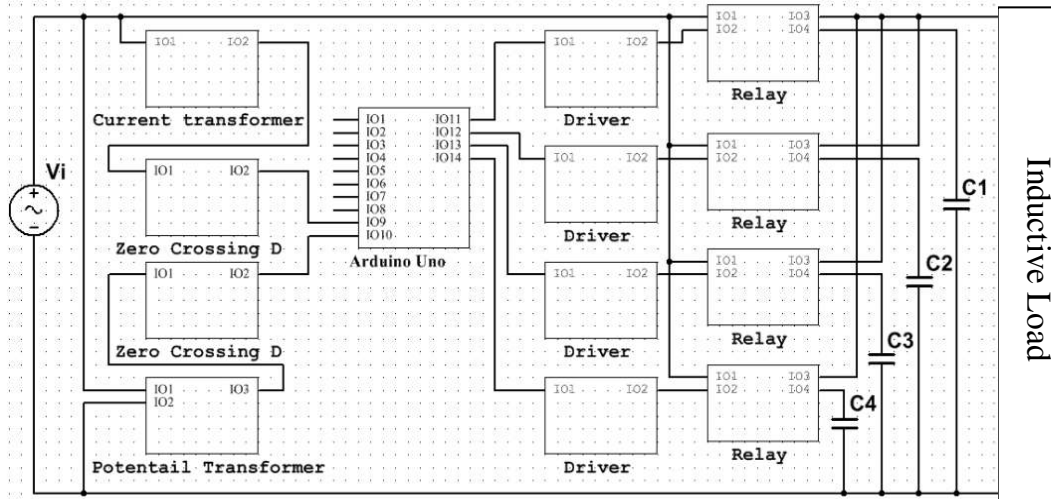 Vi
IO1 IO2
Current transformer
IO1 IO2
Zero Crossing D
IO1 IO2
Zero Crossing D
IO1 IO3
IO2
Potentail Transformer
IO1 IO11
IO2 IO12
IO3 IO13
IO4 IO14
IO5
IO6
IO7
IO8
IO9
IO10
Arduino Uno
IO1 IO2
Driver
IO1 IO2
Driver
IO1 IO2
Driver
IO1 IO2
Driver
IO1 IO3
IO2 IO4
Relay
IO1 IO3
IO2 IO4
Relay
IO1 IO3
IO2 IO4
Relay
IO1 IO3
IO2 IO4
Relay
C1
C2
C3
C4
Inductive Load